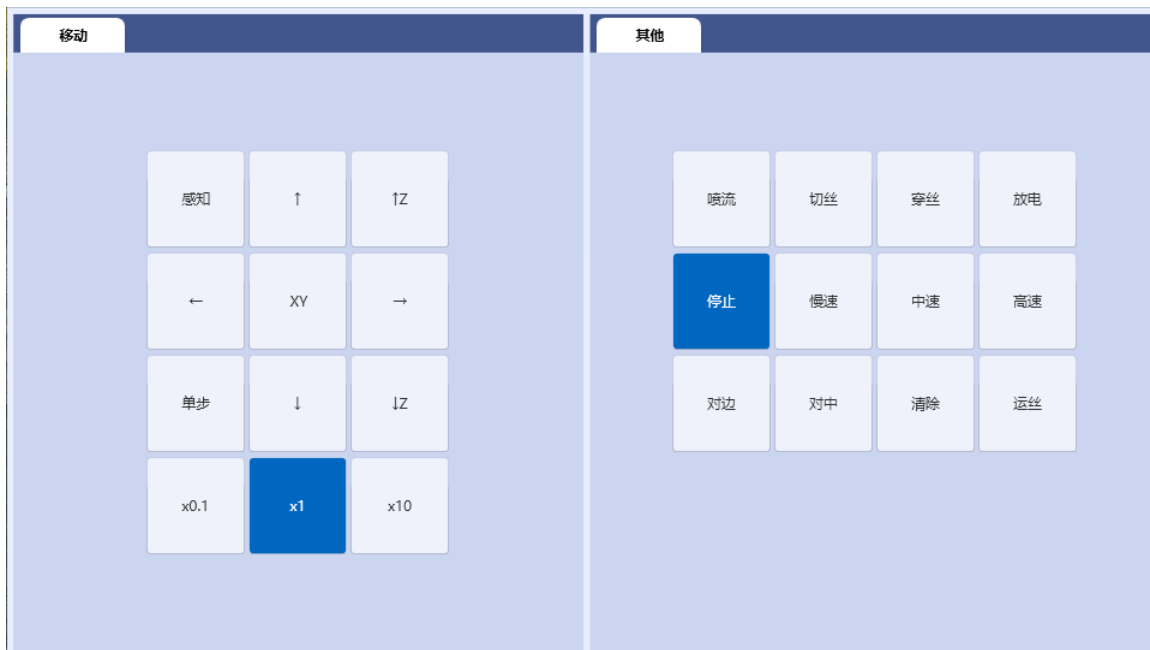 移动
感知 ↑ ↑Z
← XY →
单步 ↓ ↓Z
x0.1 x1 x10
其他
喷流 切丝 穿丝 放电
停止 慢速 中速 高速
对边 对中 清除 运丝